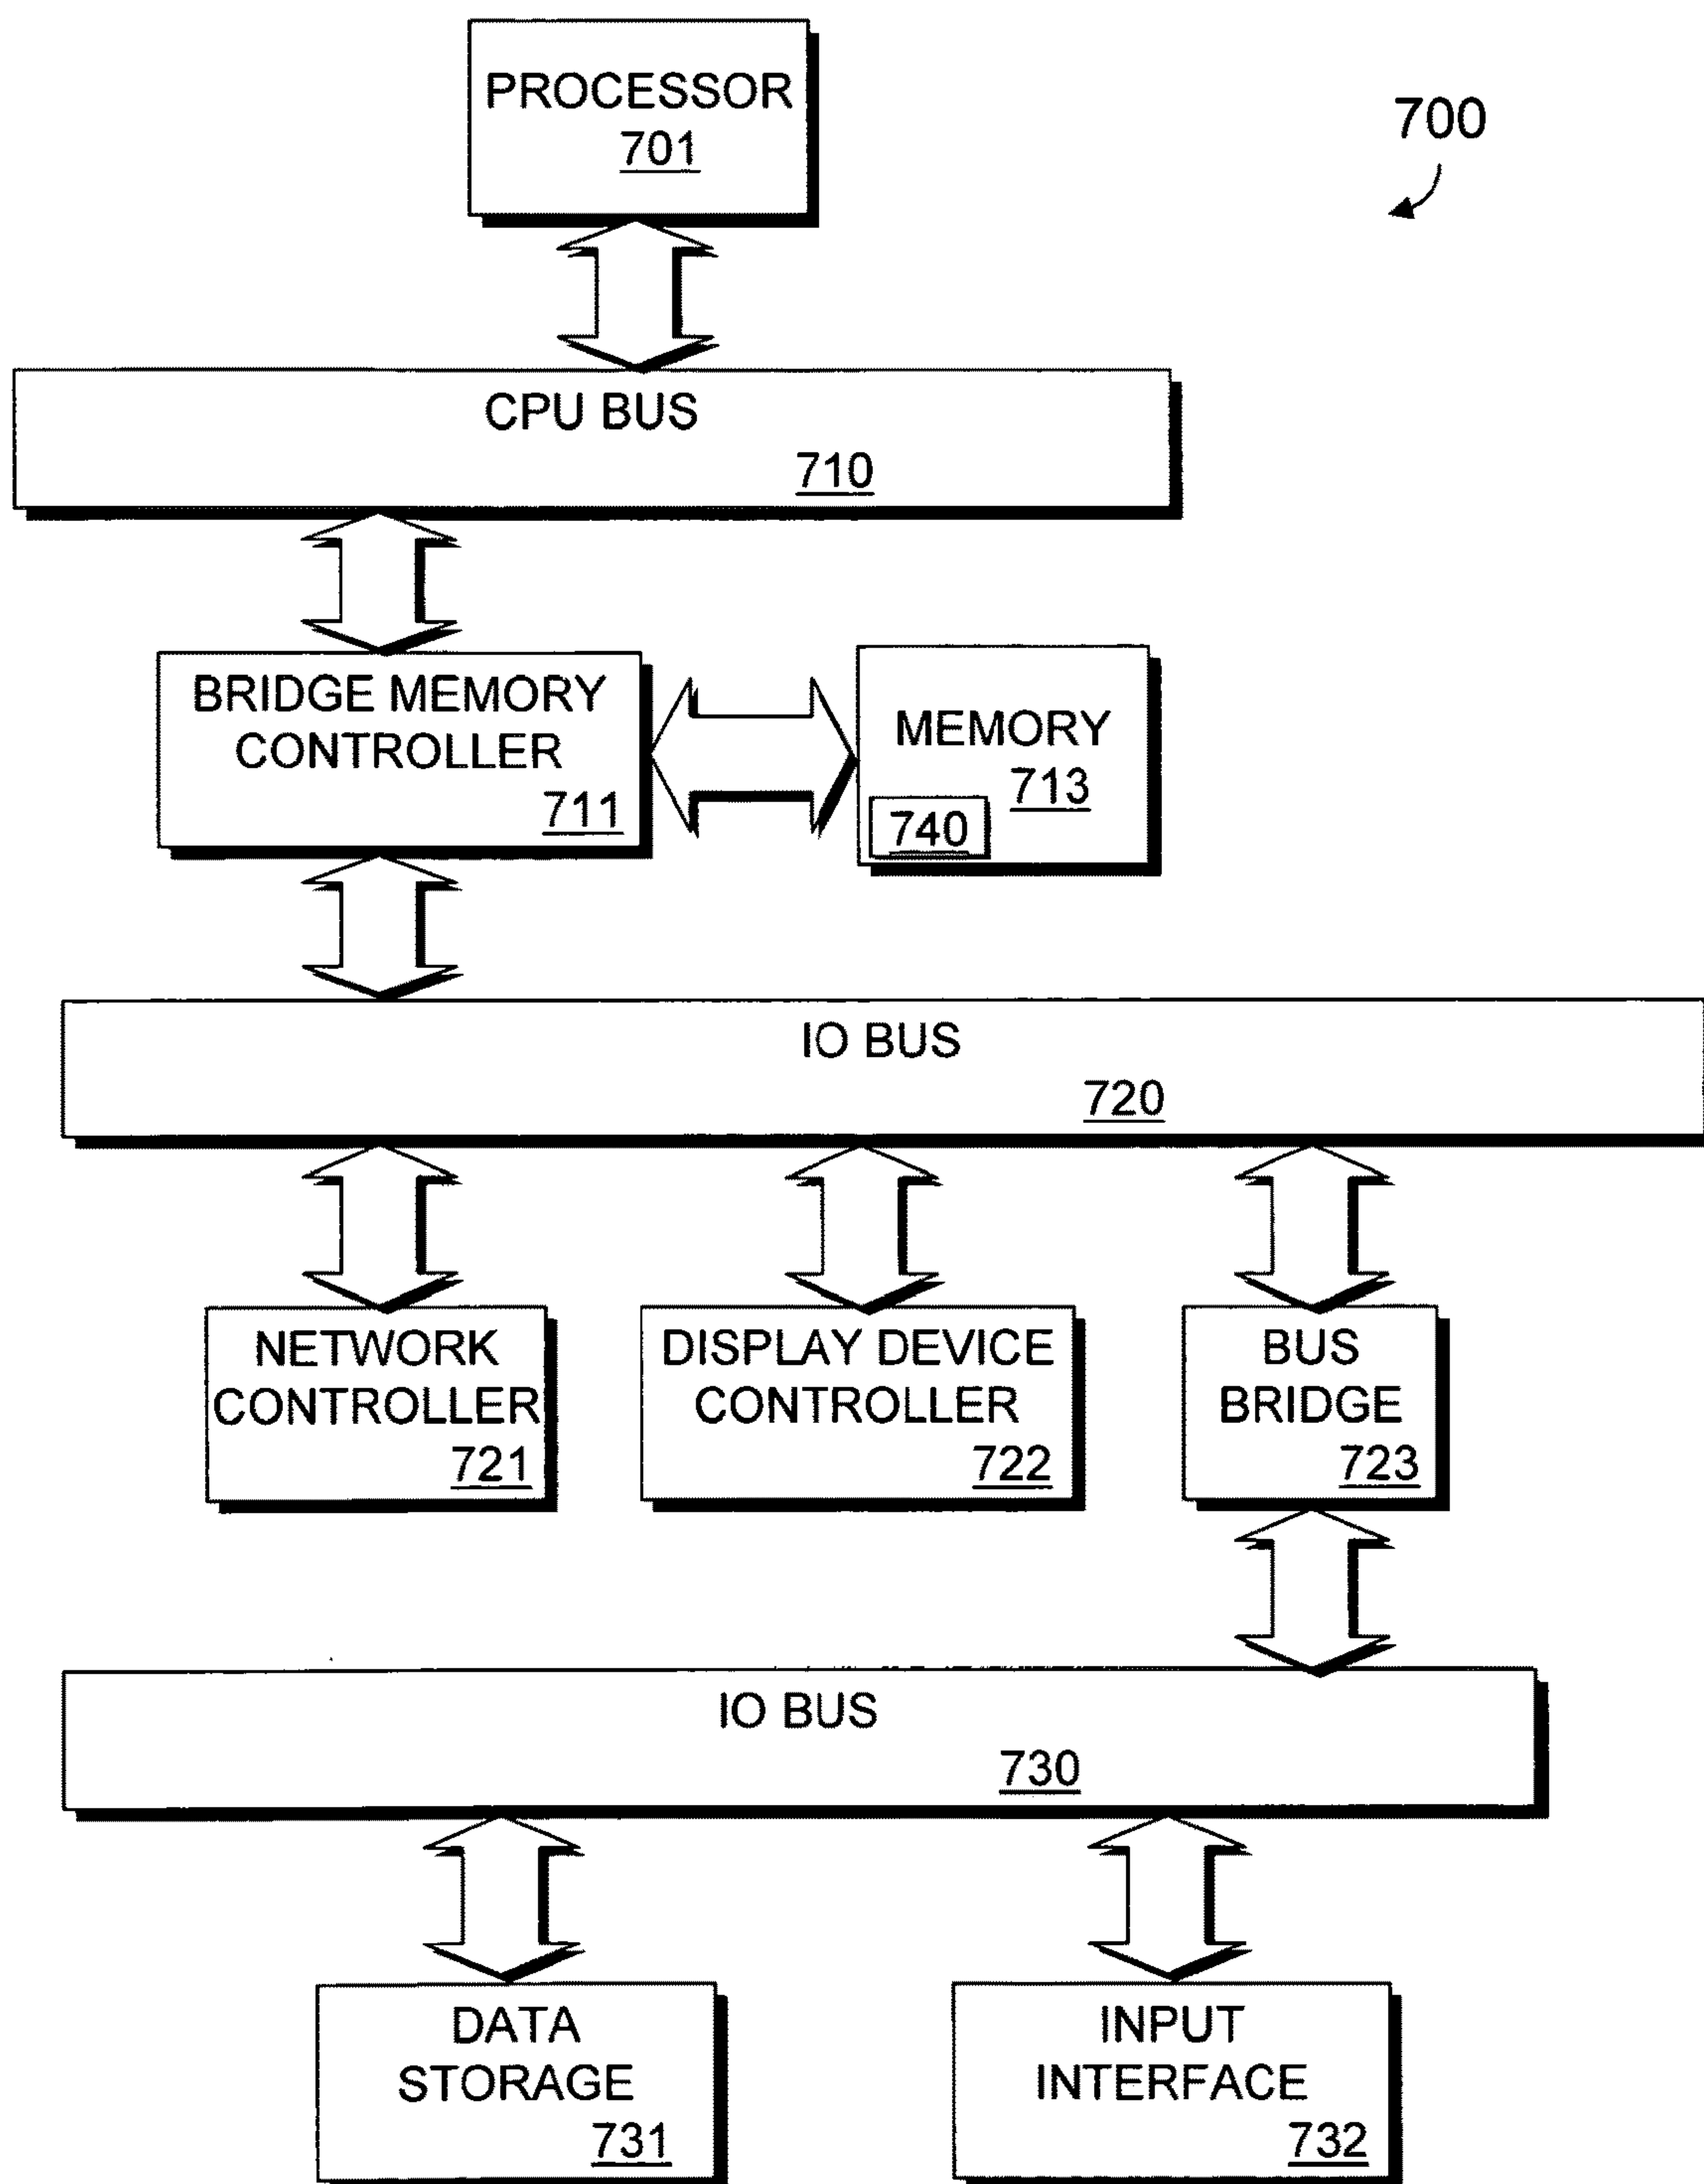 PROCESSOR
701
700
CPU BUS
710
BRIDGE MEMORY
CONTROLLER
711
MEMORY
713
740
IO BUS
720
NETWORK
CONTROLLER
721
DISPLAY DEVICE
CONTROLLER
722
BUS
BRIDGE
723
IO BUS
730
DATA
STORAGE
731
INPUT
INTERFACE
732